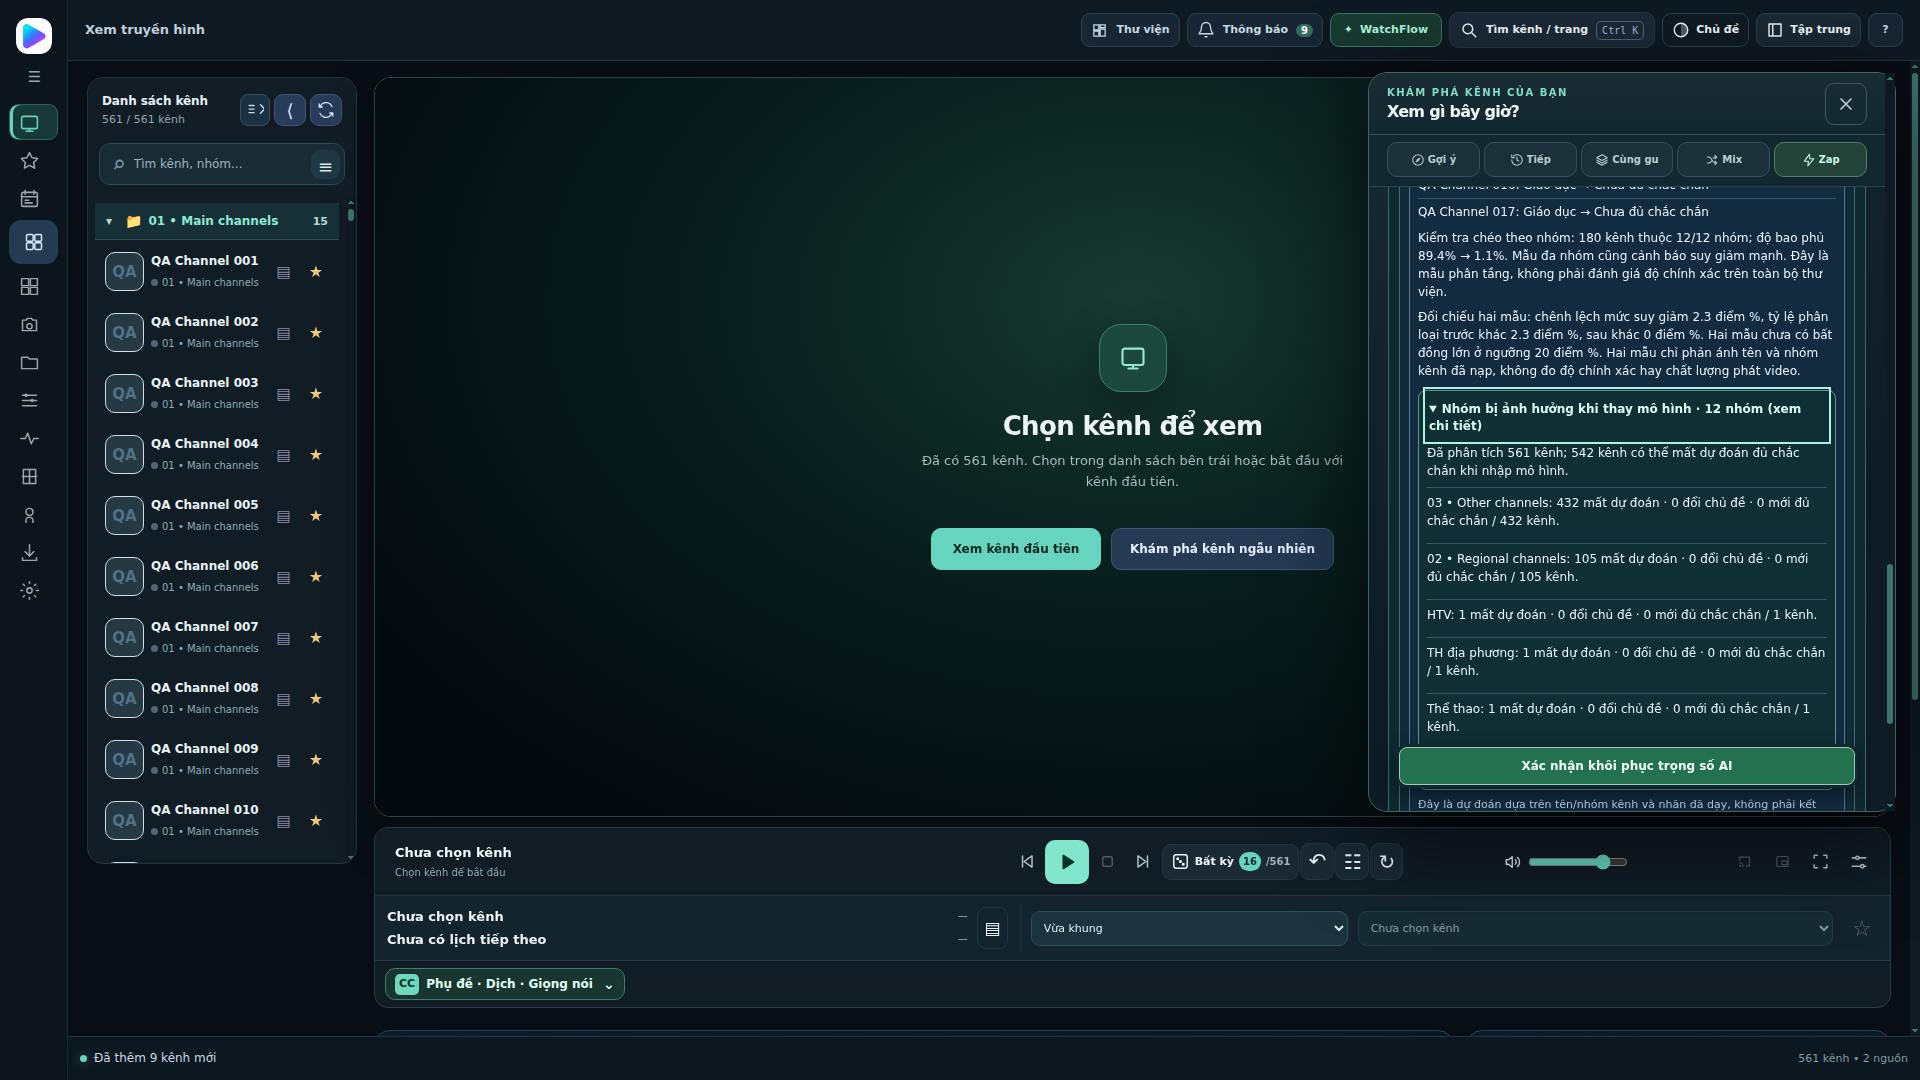 Xem truyền hình
Thư viện
Thông báo 9
✦ WatchFlow
Tìm kênh / trang Ctrl K
Chủ đề
Tập trung
?
Danh sách kênh
561 / 561 kênh
Tìm kênh, nhóm...
01 • Main channels 15
QA QA Channel 001
01 • Main channels
QA QA Channel 002
01 • Main channels
QA QA Channel 003
01 • Main channels
QA QA Channel 004
01 • Main channels
QA QA Channel 005
01 • Main channels
QA QA Channel 006
01 • Main channels
QA QA Channel 007
01 • Main channels
QA QA Channel 008
01 • Main channels
QA QA Channel 009
01 • Main channels
QA QA Channel 010
01 • Main channels
Chọn kênh để xem
Đã có 561 kênh. Chọn trong danh sách bên trái hoặc bắt đầu với
kênh đầu tiên.
Xem kênh đầu tiên
Khám phá kênh ngẫu nhiên
KHÁM PHÁ KÊNH CỦA BẠN
Xem gì bây giờ?
Gợi ý
Tiếp
Cùng gu
Mix
Zap
QA Channel 017: Giáo dục → Chưa đủ chắc chắn
Kiểm tra chéo theo nhóm: 180 kênh thuộc 12/12 nhóm; độ bao phủ
89.4% → 1.1%. Mẫu đa nhóm cũng cảnh báo suy giảm mạnh. Đây là
mẫu phân tầng, không phải đánh giá độ chính xác trên toàn bộ thư
viện.
Đối chiếu hai mẫu: chênh lệch mức suy giảm 2.3 điểm %, tỷ lệ phân
loại trước khác 2.3 điểm %, sau khác 0 điểm %. Hai mẫu chưa có bất
đồng lớn ở ngưỡng 20 điểm %. Hai mẫu chỉ phản ánh tên và nhóm
kênh đã nạp, không đo độ chính xác hay chất lượng phát video.
▼ Nhóm bị ảnh hưởng khi thay mô hình · 12 nhóm (xem
chi tiết)
Đã phân tích 561 kênh; 542 kênh có thể mất dự đoán đủ chắc
chắn khi nhập mô hình.
03 • Other channels: 432 mất dự đoán · 0 đổi chủ đề · 0 mới đủ
chắc chắn / 432 kênh.
02 • Regional channels: 105 mất dự đoán · 0 đổi chủ đề · 0 mới
đủ chắc chắn / 105 kênh.
HTV: 1 mất dự đoán · 0 đổi chủ đề · 0 mới đủ chắc chắn / 1 kênh.
TH địa phương: 1 mất dự đoán · 0 đổi chủ đề · 0 mới đủ chắc chắn
/ 1 kênh.
Thể thao: 1 mất dự đoán · 0 đổi chủ đề · 0 mới đủ chắc chắn / 1
kênh.
Xác nhận khôi phục trọng số AI
Đây là dự đoán dựa trên tên/nhóm kênh và nhãn đã dạy, không phải kết
Chưa chọn kênh
Chọn kênh để bắt đầu
Bất kỳ 16 /561
Chưa chọn kênh —
Chưa có lịch tiếp theo —
Vừa khung
Chưa chọn kênh
CC Phụ đề · Dịch · Giọng nói
Đã thêm 9 kênh mới
561 kênh • 2 nguồn